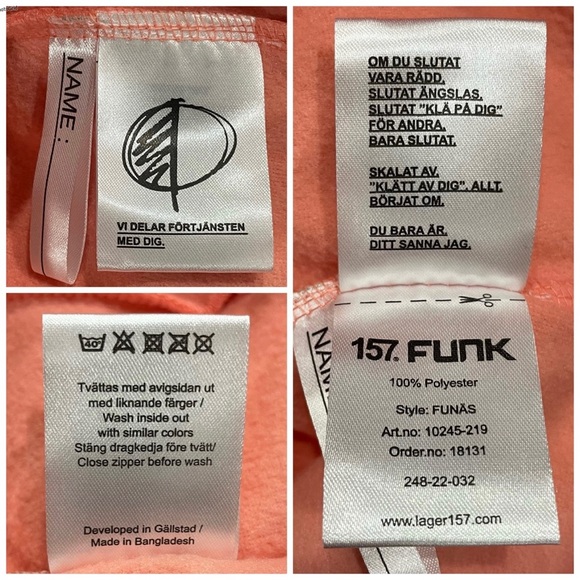 NAME :
VI DELAR FÖRTJÄNSTEN
MED DIG.
OM DU SLUTAT
VARA RÄDD.
SLUTAT ÄNGSLAS.
SLUTAT "KLÄ PÅ DIG"
FÖR ANDRA.
BARA SLUTAT.
SKALAT AV.
"KLÄTT AV DIG". ALLT.
BÖRJAT OM.
DU BARA ÄR.
DITT SANNA JAG.
40°
Tvättas med avigsidan ut
med liknande färger /
Wash inside out
with similar colors
Stäng dragkedja före tvätt/
Close zipper before wash
Developed in Gällstad /
Made in Bangladesh
NAM
157. FUNK
100% Polyester
Style: FUNÄS
Art.no: 10245-219
Order.no: 18131
248-22-032
www.lager157.com